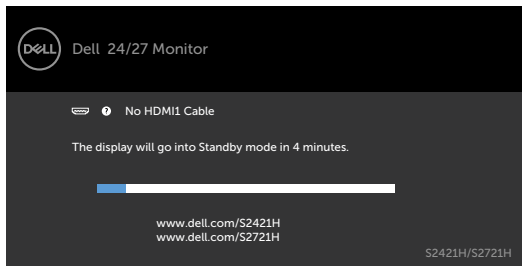 DELL
Dell 24/27 Monitor
? No HDMI1 Cable
The display will go into Standby mode in 4 minutes.
www.dell.com/S2421H
www.dell.com/S2721H
S2421H/S2721H